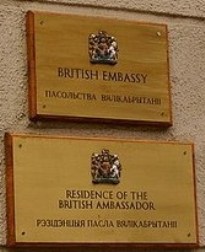 BRITISH EMBASSY
ПАСОЛЬСТВА ВЯЛІКАБРЫТАНІІ
RESIDENCE OF THE
BRITISH AMBASSADOR
РЭЗІДЭНЦЫЯ ПАСЛА ВЯЛІКАБРЫТАНІІ